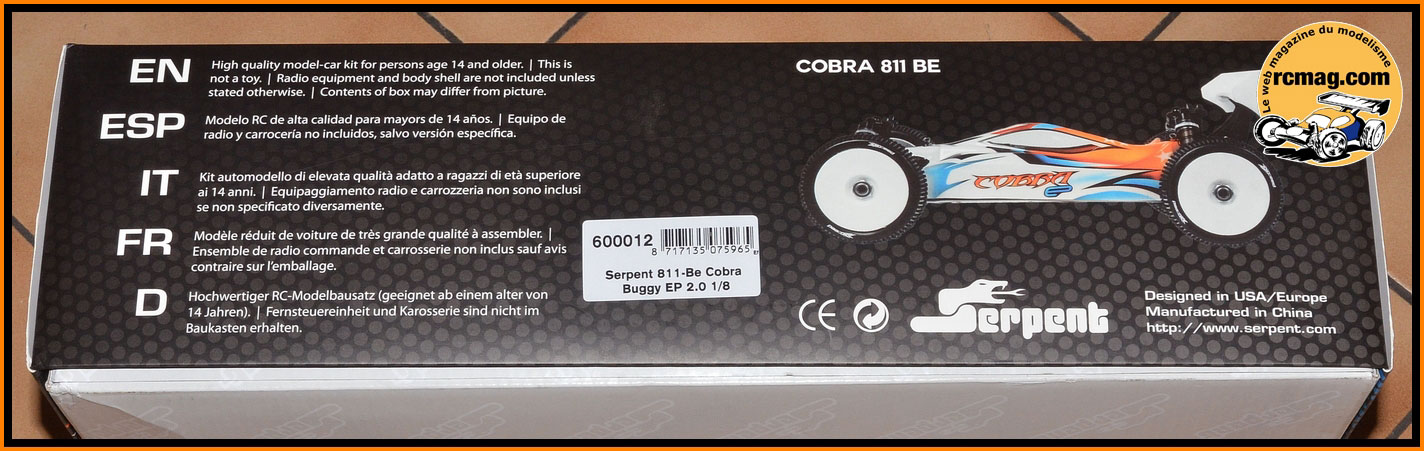 EN
High quality model-car kit for persons age 14 and older. | This is
not a toy. | Radio equipment and body shell are not included unless
stated otherwise. | Contents of box may differ from picture.
ESP
Modelo RC de alta calidad para mayors de 14 años. | Equipo de
radio y carrocería no incluidos, salvo versión específica.
IT
Kit automodello di elevata qualità adatto a ragazzi di età superiore
ai 14 anni. | Equipaggiamento radio e carrozzeria non sono inclusi
se non specificato diversamente.
FR
Modèle réduit de voiture de très grande qualité à assembler. |
Ensemble de radio commande et carrosserie non inclus sauf avis
contraire sur l'emballage.
D
Hochwertiger RC-Modelbausatz (geeignet ab einem alter von
14 Jahren). | Fernsteuereinheit und Karosserie sind nicht im
Baukasten erhalten.
600012
8 717135 075965
Serpent 811-Be Cobra
Buggy EP 2.0 1/8
COBRA 811 BE
COBRA
CE
Serpent
Designed in USA/Europe
Manufactured in China
http://www.serpent.com
Le web magazine du modelisme
rcmag.com